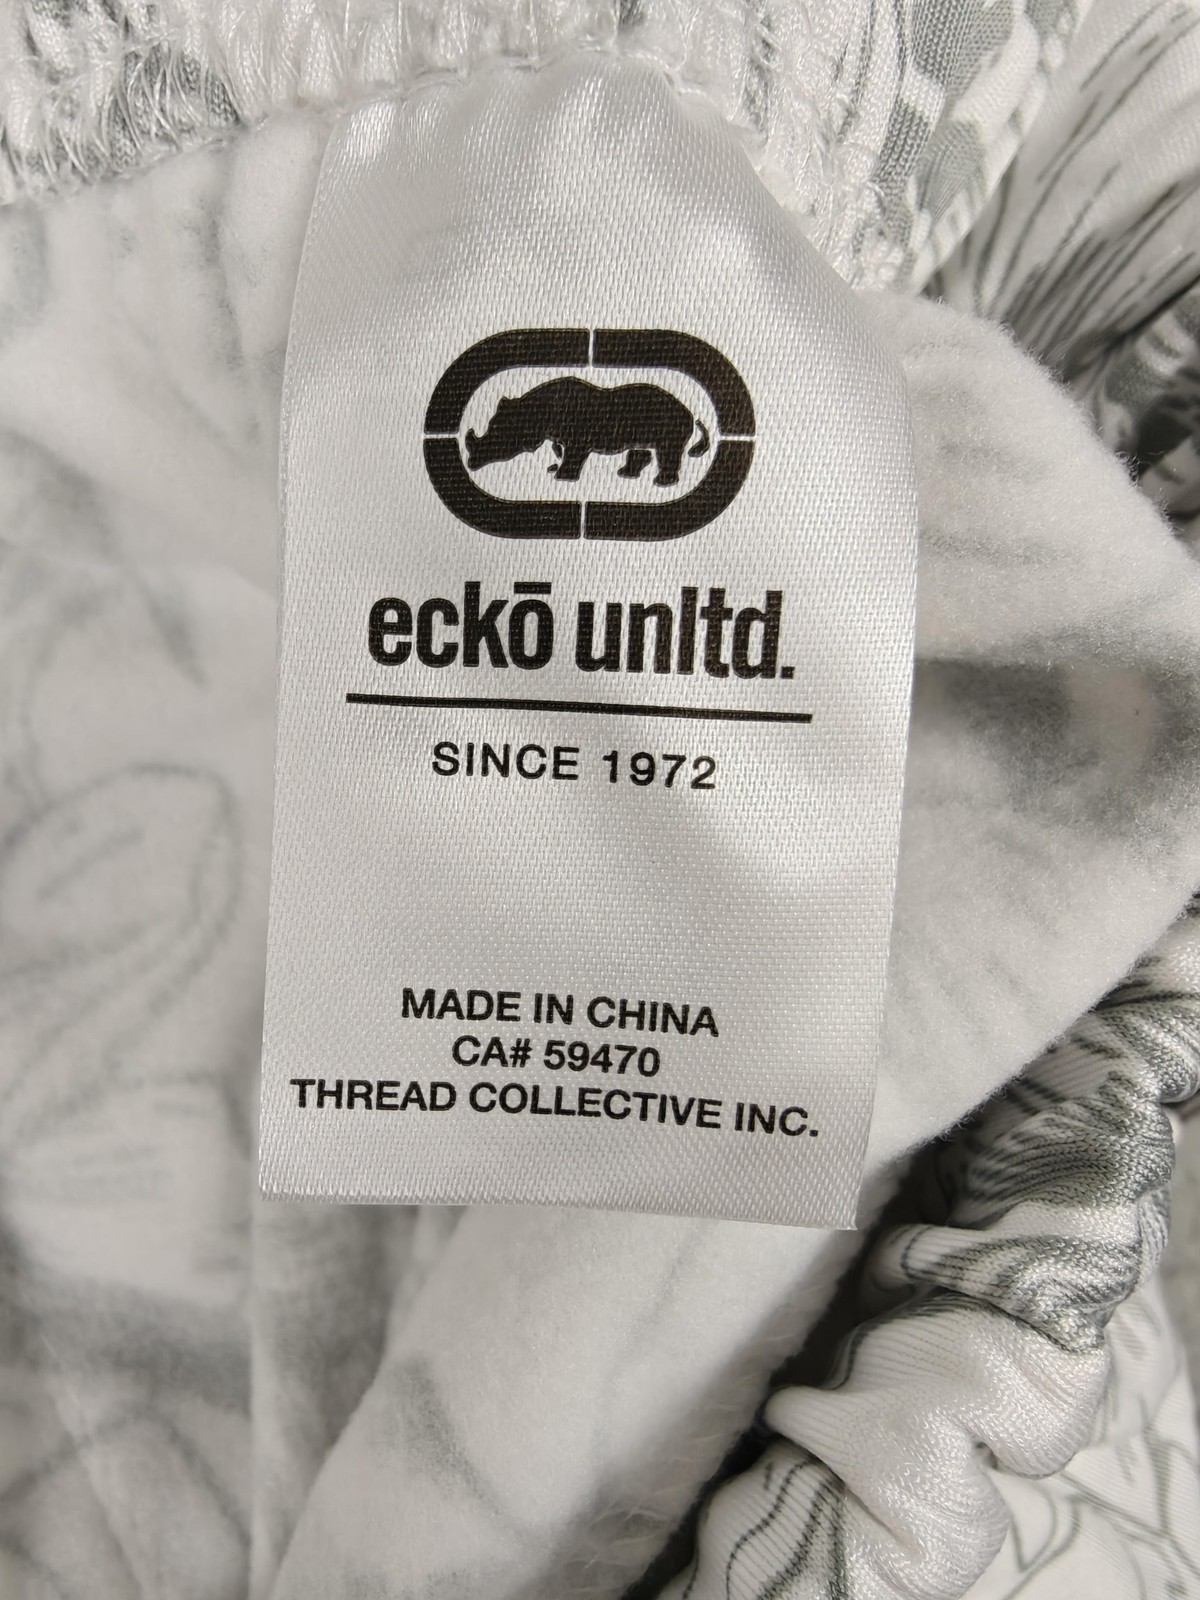 eckō unltd.
SINCE 1972
MADE IN CHINA
CA# 59470
THREAD COLLECTIVE INC.